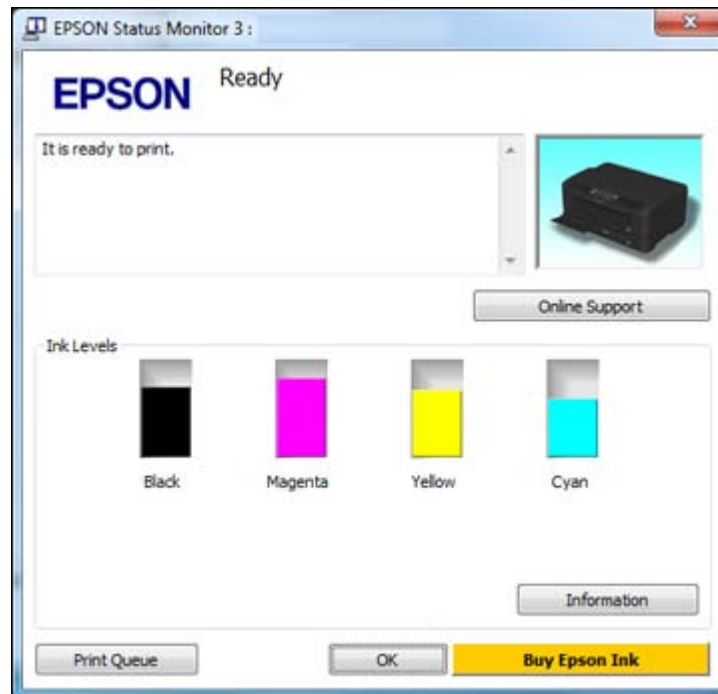 EPSON Status Monitor 3 :
EPSON
Ready
It is ready to print.
Online Support
Ink Levels
Black Magenta Yellow Cyan
Information
Print Queue OK Buy Epson Ink